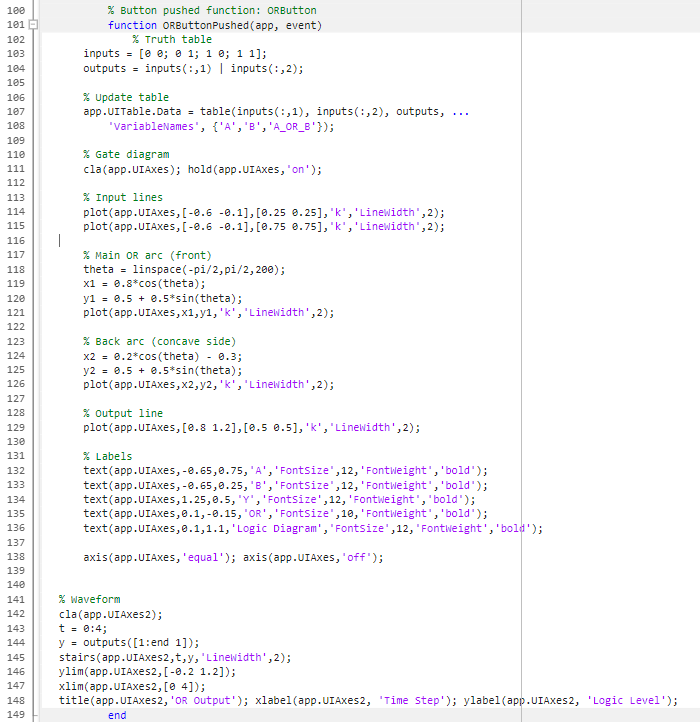 100 % Button pushed function: ORButton
101 function ORButtonPushed(app, event)
102 % Truth table
103 inputs = [0 0; 0 1; 1 0; 1 1];
104 outputs = inputs(:,1) | inputs(:,2);
105
106 % Update table
107 app.UITable.Data = table(inputs(:,1), inputs(:,2), outputs, ...
108 'VariableNames', {'A','B','A_OR_B'});
109
110 % Gate diagram
111 cla(app.UIAxes); hold(app.UIAxes,'on');
112
113 % Input lines
114 plot(app.UIAxes,[-0.6 -0.1],[0.25 0.25],'k','LineWidth',2);
115 plot(app.UIAxes,[-0.6 -0.1],[0.75 0.75],'k','LineWidth',2);
116
117 % Main OR arc (front)
118 theta = linspace(-pi/2,pi/2,200);
119 x1 = 0.8*cos(theta);
120 y1 = 0.5 + 0.5*sin(theta);
121 plot(app.UIAxes,x1,y1,'k','LineWidth',2);
122
123 % Back arc (concave side)
124 x2 = 0.2*cos(theta) - 0.3;
125 y2 = 0.5 + 0.5*sin(theta);
126 plot(app.UIAxes,x2,y2,'k','LineWidth',2);
127
128 % Output line
129 plot(app.UIAxes,[0.8 1.2],[0.5 0.5],'k','LineWidth',2);
130
131 % Labels
132 text(app.UIAxes,-0.65,0.75,'A','FontSize',12,'FontWeight','bold');
133 text(app.UIAxes,-0.65,0.25,'B','FontSize',12,'FontWeight','bold');
134 text(app.UIAxes,1.25,0.5,'Y','FontSize',12,'FontWeight','bold');
135 text(app.UIAxes,0.1,-0.15,'OR','FontSize',10,'FontWeight','bold');
136 text(app.UIAxes,0.1,1.1,'Logic Diagram','FontSize',12,'FontWeight','bold');
137
138 axis(app.UIAxes,'equal'); axis(app.UIAxes,'off');
139
140
141 % Waveform
142 cla(app.UIAxes2);
143 t = 0:4;
144 y = outputs([1:end 1]);
145 stairs(app.UIAxes2,t,y,'LineWidth',2);
146 ylim(app.UIAxes2,[-0.2 1.2]);
147 xlim(app.UIAxes2,[0 4]);
148 title(app.UIAxes2,'OR Output'); xlabel(app.UIAxes2, 'Time Step'); ylabel(app.UIAxes2, 'Logic Level');
149 end